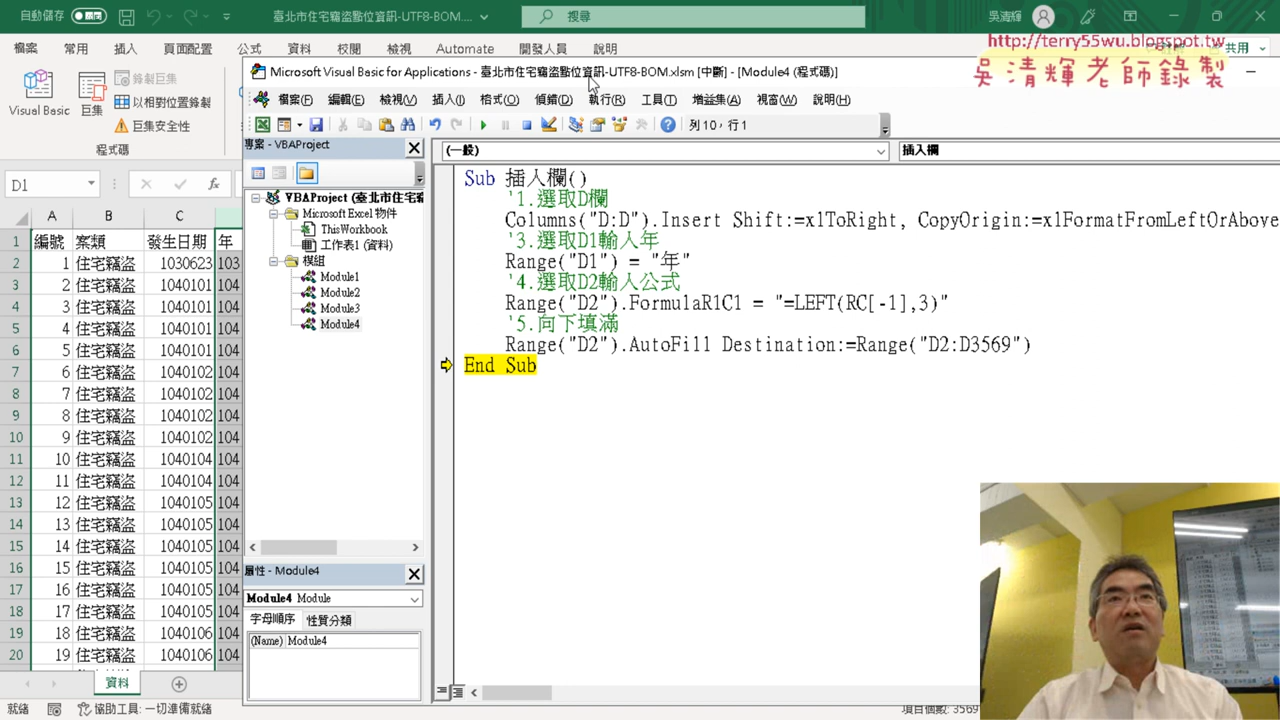 自動儲存
臺北市住宅竊盜點位資訊-UTF8-BOM....
搜尋
吳清輝
檔案 常用 插入 頁面配置 公式 資料 校閱 檢視 Automate 開發人員 說明
共用
http://terry55wu.blogspot.tw
吳清輝老師錄製
Visual Basic
巨集
錄製巨集
以相對位置錄製
巨集安全性
程式碼
Microsoft Visual Basic for Applications - 臺北市住宅竊盜點位資訊-UTF8-BOM.xlsm [中斷] - [Module4 (程式碼)]
檔案(F) 編輯(E) 檢視(V) 插入(I) 格式(O) 偵錯(D) 執行(R) 工具(T) 增益集(A) 視窗(W) 說明(H)
列 10，行 1
D1
fx
專案 - VBAProject
VBAProject (臺北市住宅竊
Microsoft Excel 物件
ThisWorkbook
工作表1 (資料)
模組
Module1
Module2
Module3
Module4
屬性 - Module4
Module4 Module
字母順序 性質分類
(Name) Module4
(一般)
插入欄
Sub 插入欄()
'1.選取D欄
Columns("D:D").Insert Shift:=xlToRight, CopyOrigin:=xlFormatFromLeftOrAbove
'3.選取D1輸入年
Range("D1") = "年"
'4.選取D2輸入公式
Range("D2").FormulaR1C1 = "=LEFT(RC[-1],3)"
'5.向下填滿
Range("D2").AutoFill Destination:=Range("D2:D3569")
End Sub
A B C
1 編號 案類 發生日期 年
2 1 住宅竊盜 1030623 103
3 2 住宅竊盜 1040101 104
4 3 住宅竊盜 1040101 104
5 4 住宅竊盜 1040101 104
6 5 住宅竊盜 1040101 104
7 6 住宅竊盜 1040102 104
8 7 住宅竊盜 1040102 104
9 8 住宅竊盜 1040102 104
10 9 住宅竊盜 1040102 104
11 10 住宅竊盜 1040104 104
12 11 住宅竊盜 1040104 104
13 12 住宅竊盜 1040105 104
14 13 住宅竊盜 1040105 104
15 14 住宅竊盜 1040105 104
16 15 住宅竊盜 1040105 104
17 16 住宅竊盜 1040105 104
18 17 住宅竊盜 1040105 104
19 18 住宅竊盜 1040106 104
20 19 住宅竊盜 1040106 104
資料
就緒
協助工具: 一切準備就緒
項目個數: 3569